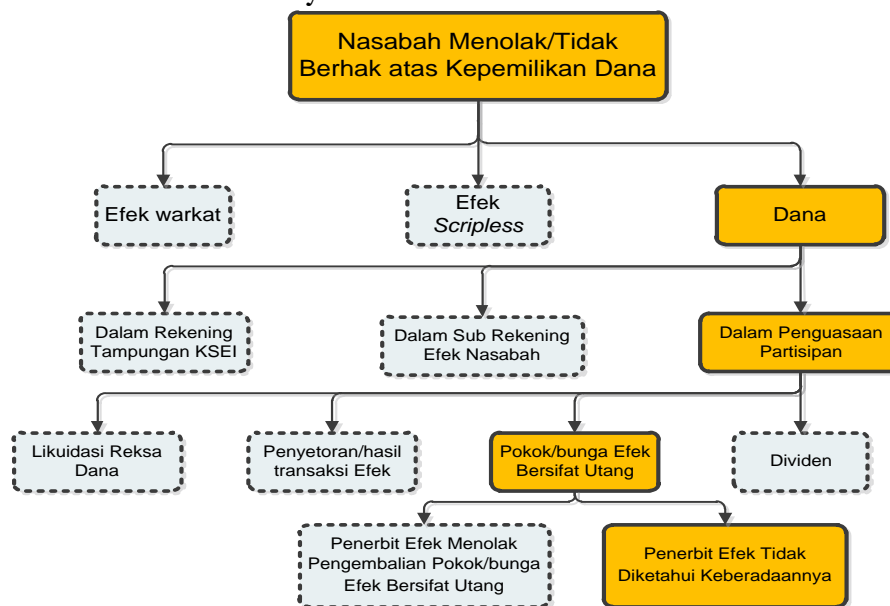 Nasabah Menolak/Tidak
Berhak atas Kepemilikan Dana
Efek warkat
Efek
Scripless
Dana
Dalam Rekening
Tampungan KSEI
Dalam Sub Rekening
Efek Nasabah
Dalam Penguasaan
Partisipan
Likuidasi Reksa
Dana
Penyetoran/hasil
transaksi Efek
Pokok/bunga Efek
Bersifat Utang
Dividen
Penerbit Efek Menolak
Pengembalian Pokok/bunga
Efek Bersifat Utang
Penerbit Efek Tidak
Diketahui Keberadaannya